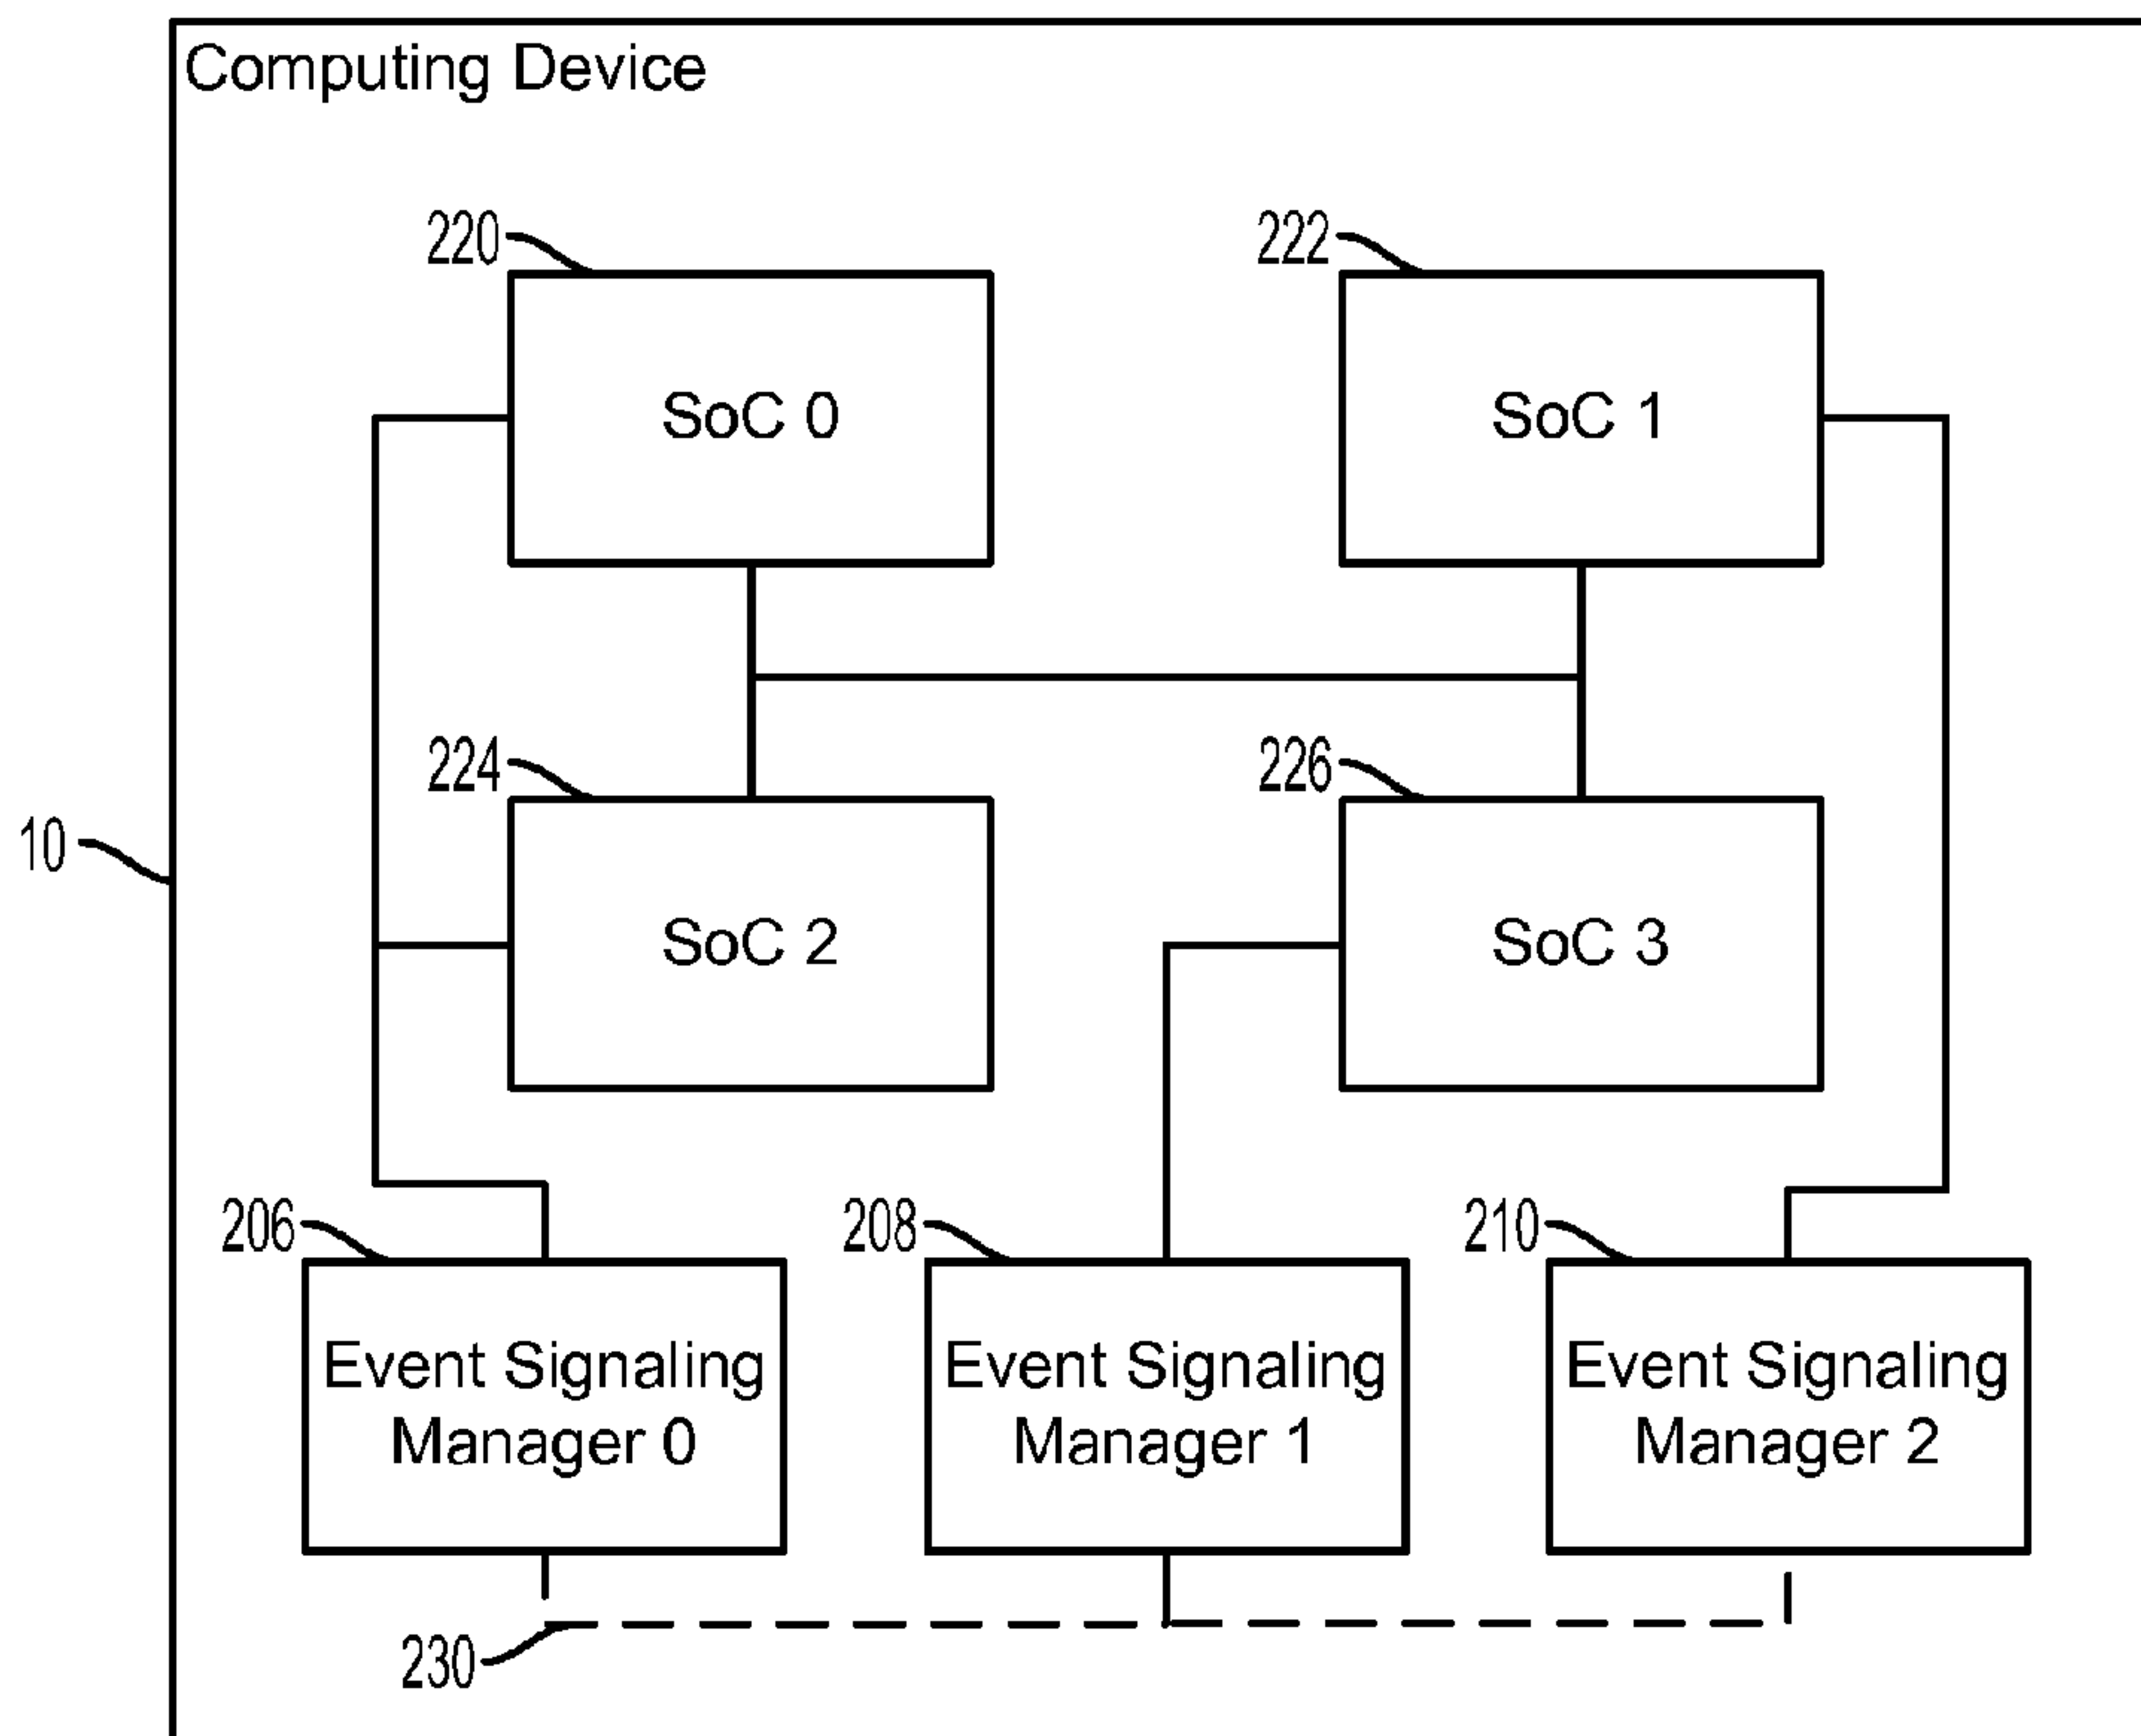 Computing Device
220
222
SoC 0
SoC 1
224
226
10
SoC 2
SoC 3
206
208
210
Event Signaling
Manager 0
Event Signaling
Manager 1
Event Signaling
Manager 2
230